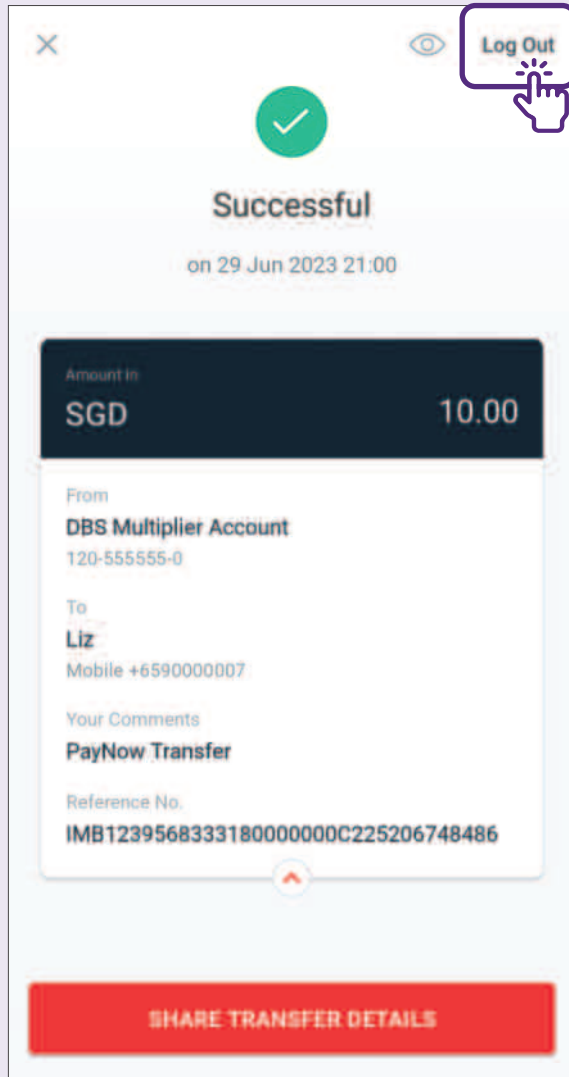 Log Out
Successful
on 29 Jun 2023 21:00
Amount in
SGD 10.00
From
DBS Multiplier Account
120-555555-0
To
Liz
Mobile +6590000007
Your Comments
PayNow Transfer
Reference No.
IMB1239568333180000000C225206748486
SHARE TRANSFER DETAILS